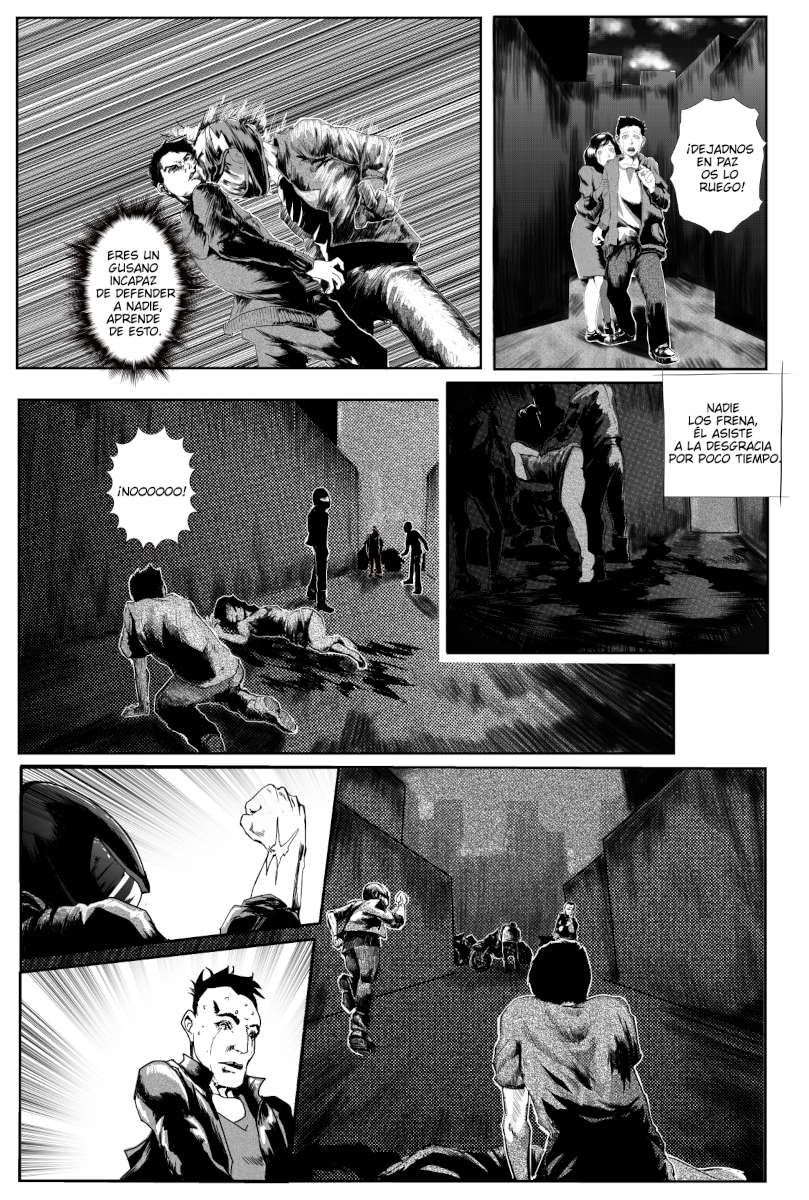 ¡DEJADNOS
EN PAZ
OS LO
RUEGO!
ERES UN
GUSANO
INCAPAZ
DE DEFENDER
A NADIE,
APRENDE
DE ESTO.
NADIE
LOS FRENA,
ÉL ASISTE
A LA DESGRACIA
POR POCO TIEMPO.
¡NOOOOOO!